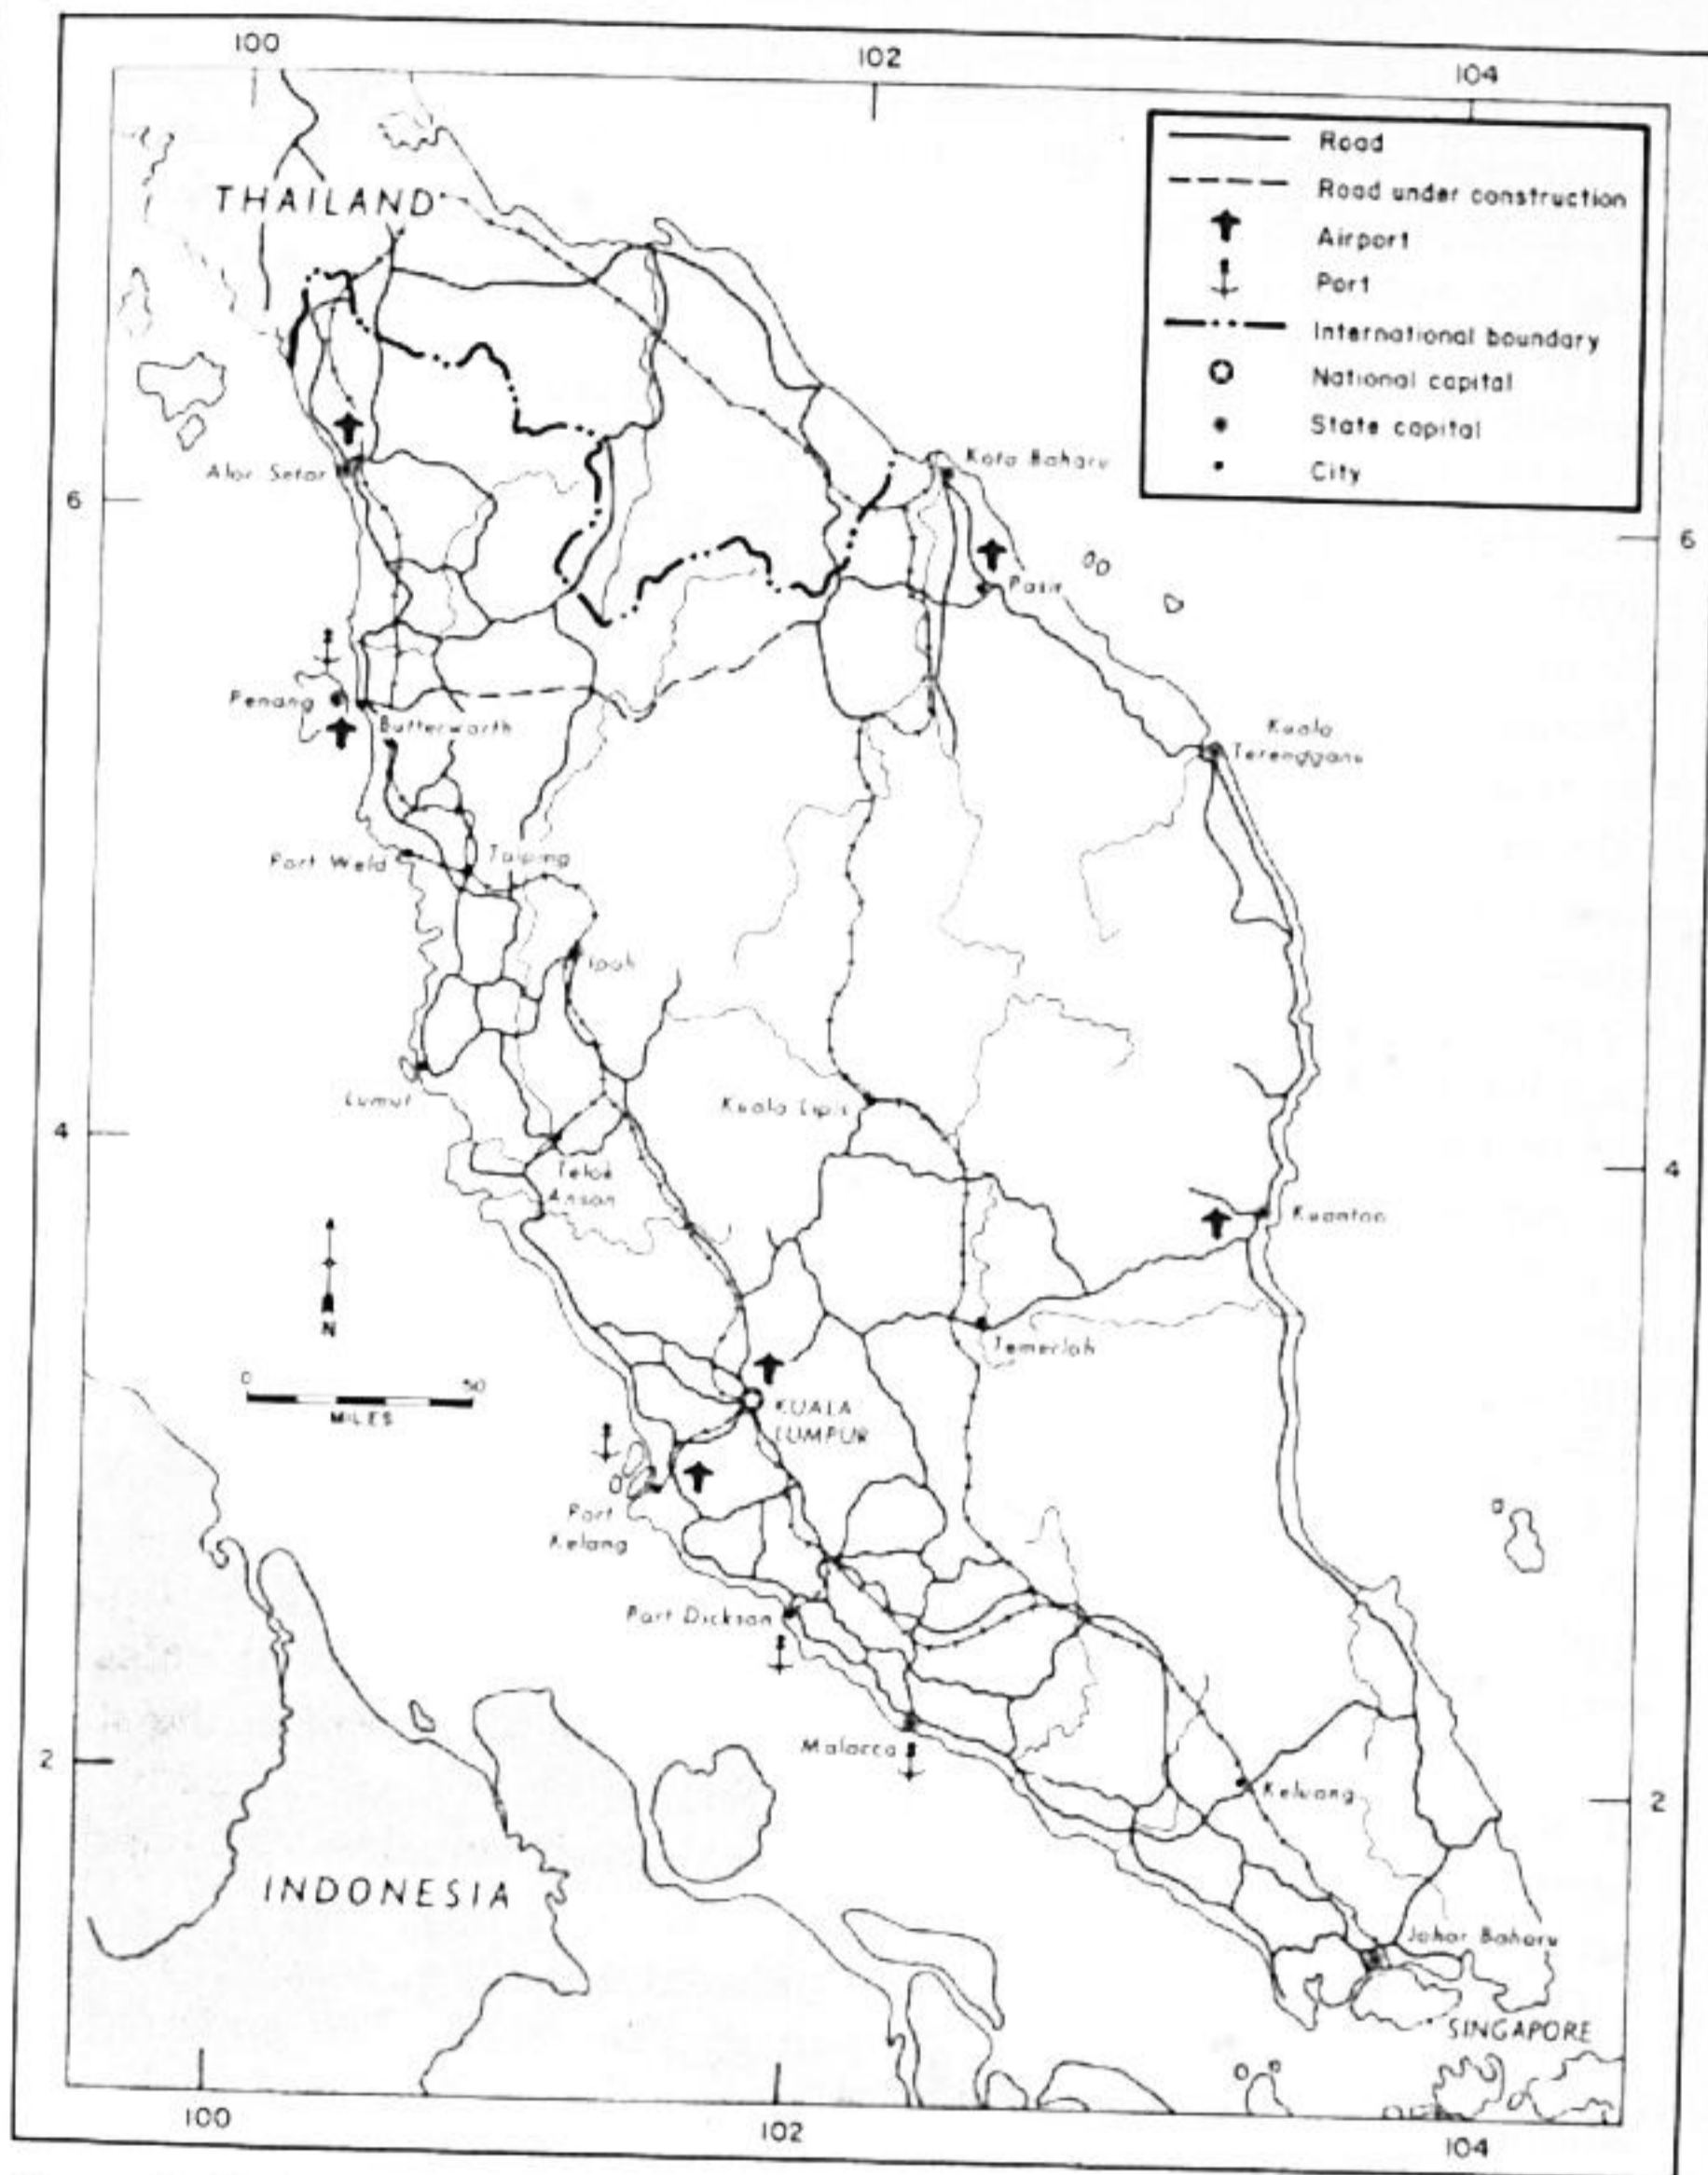 100
102
104
Road
Road under construction
Airport
Port
International boundary
National capital
State capital
City
THAILAND
Alor Setar
Kota Baharu
6
6
Pasir
Penang
Butterworth
Kuala
Terengganu
Port Weld
Taiping
Ipoh
Lumut
Kuala Lipis
4
4
Telok
Anson
Kuantan
N
Temerloh
0
50
MILES
KUALA
LUMPUR
Port
Kelang
Port Dickson
Malacca
2
2
Keluang
INDONESIA
Johor Baharu
SINGAPORE
100
102
104